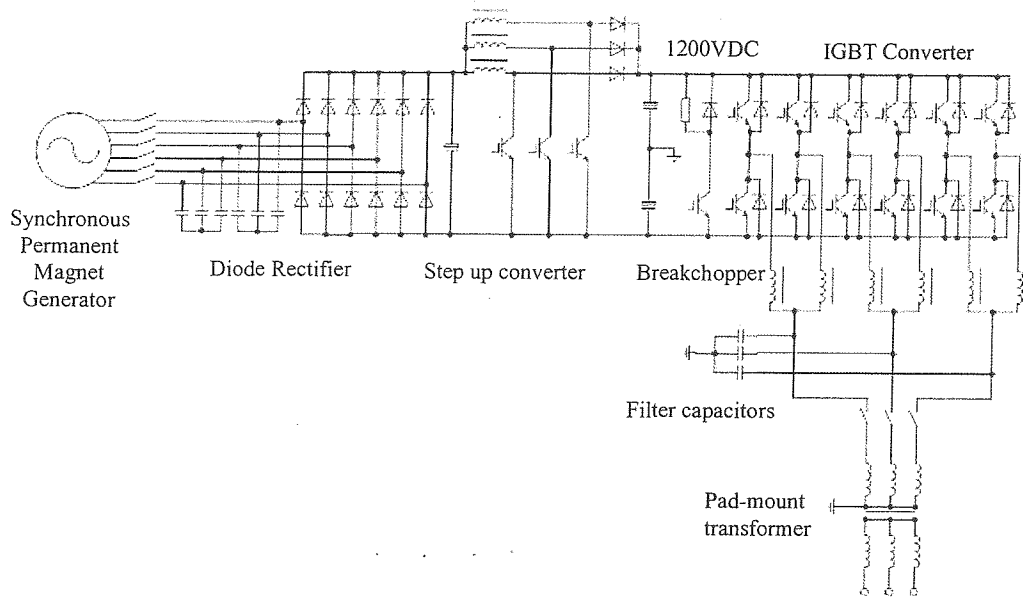 1200VDC
IGBT Converter
Synchronous
Permanent
Magnet
Generator
Diode Rectifier
Step up converter
Breakchopper
Filter capacitors
Pad-mount
transformer